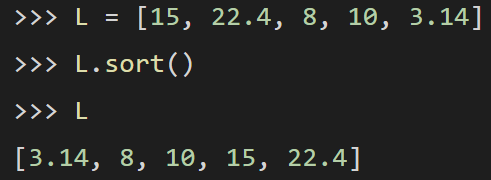 >>> L = [15, 22.4, 8, 10, 3.14]
>>> L.sort()
>>> L
[3.14, 8, 10, 15, 22.4]